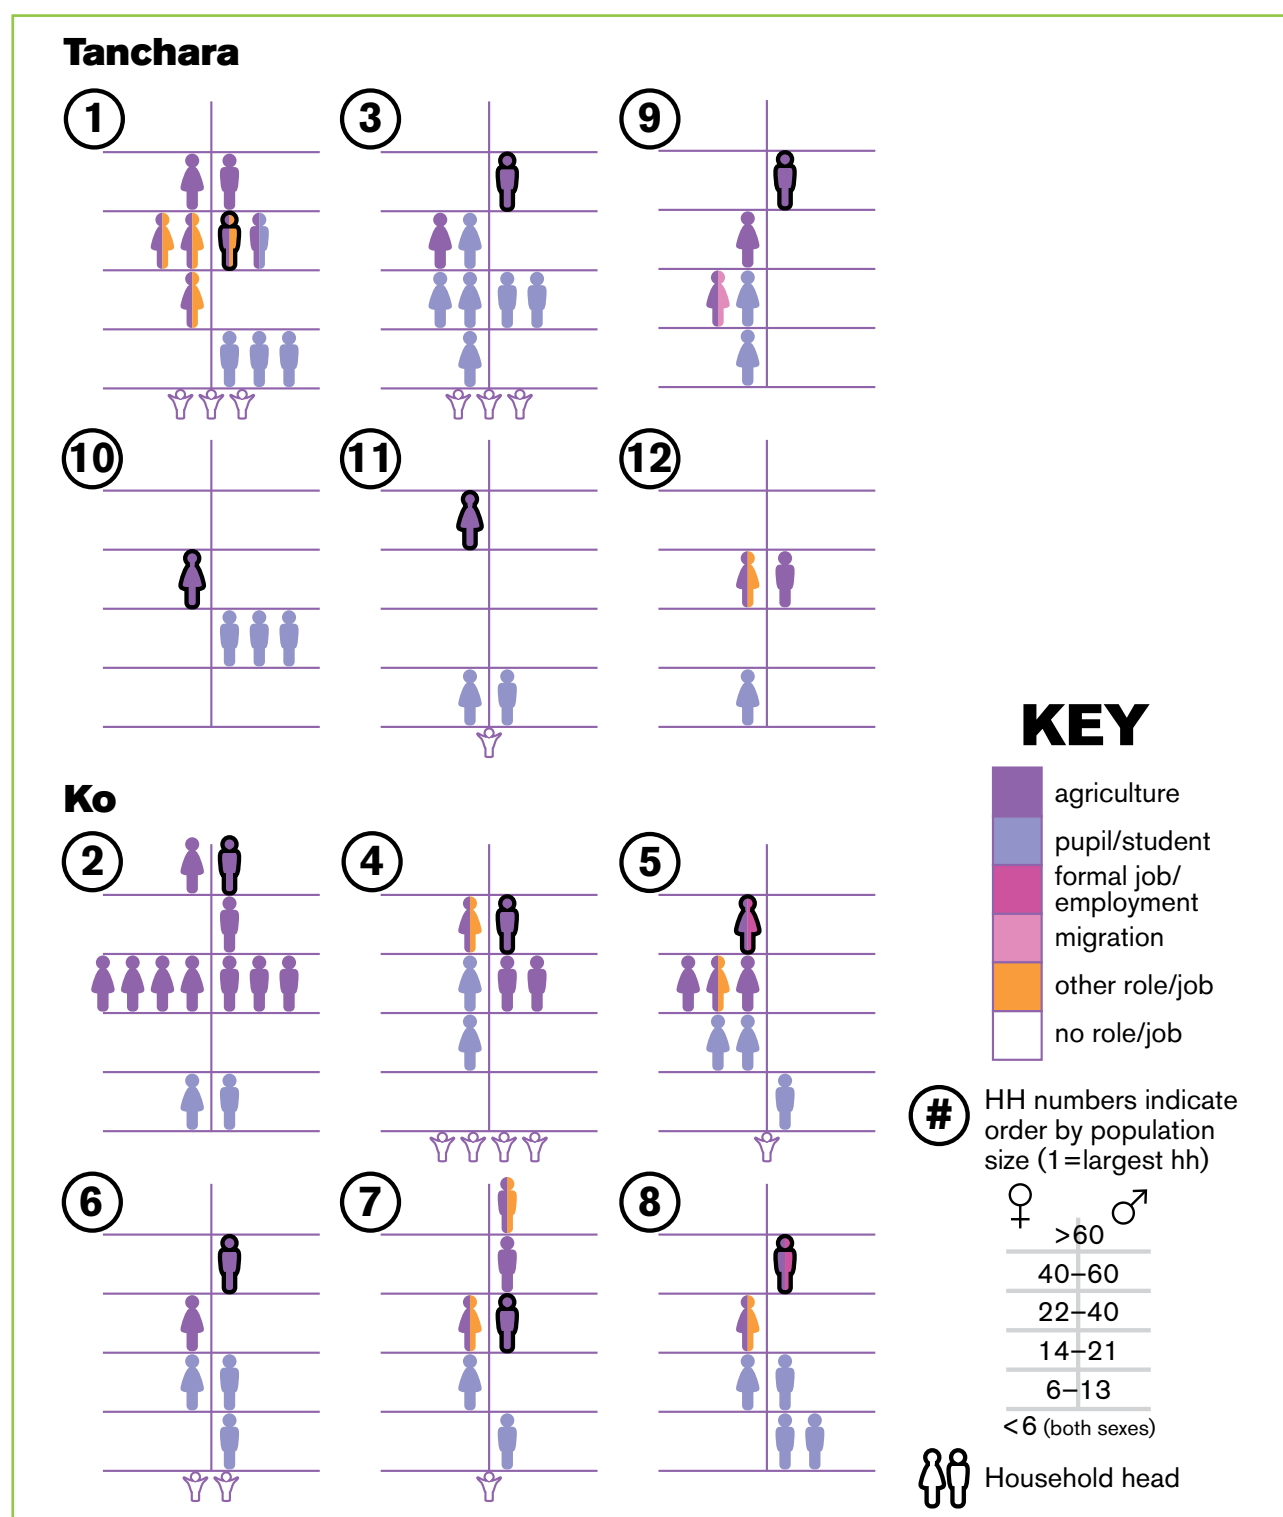 Tanchara
1
3
9
10
11
12
Ko
2
4
5
6
7
8
KEY
agriculture
pupil/student
formal job/
employment
migration
other role/job
no role/job
#
HH numbers indicate
order by population
size (1=largest hh)
♀ ♂
>60
40–60
22–40
14–21
6–13
<6 (both sexes)
Household head